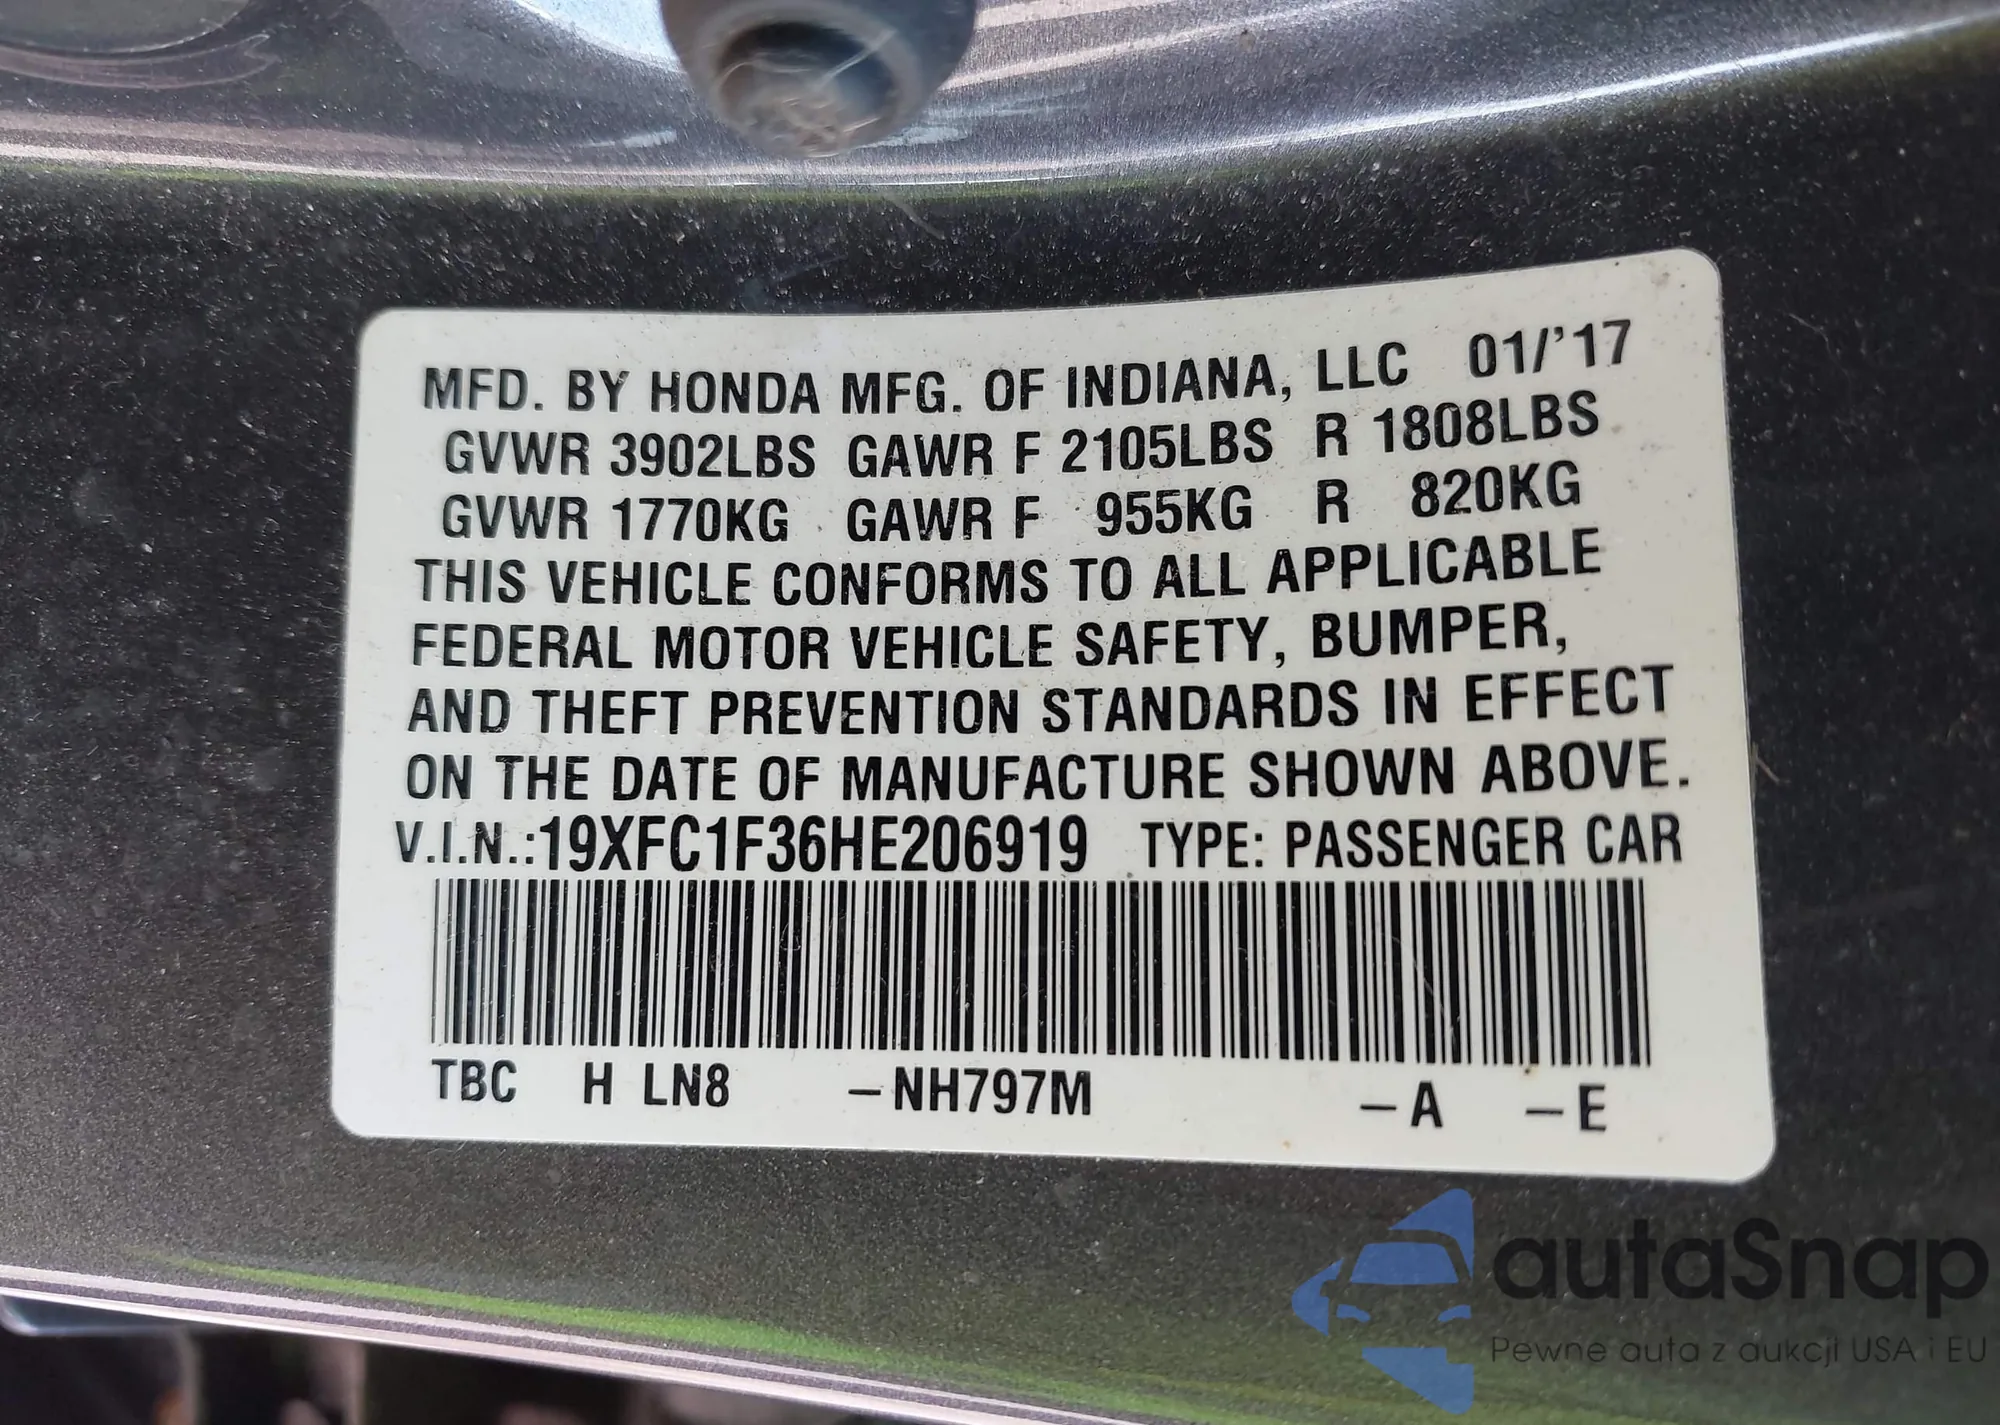 MFD. BY HONDA MFG. OF INDIANA, LLC 01/'17
GVWR 3902LBS GAWR F 2105LBS R 1808LBS
GVWR 1770KG GAWR F 955KG R 820KG
THIS VEHICLE CONFORMS TO ALL APPLICABLE
FEDERAL MOTOR VEHICLE SAFETY, BUMPER,
AND THEFT PREVENTION STANDARDS IN EFFECT
ON THE DATE OF MANUFACTURE SHOWN ABOVE.
V.I.N.:19XFC1F36HE206919 TYPE: PASSENGER CAR
TBC H LN8 –NH797M –A –E
autaSnap
Pewne auta z aukcji USA i EU